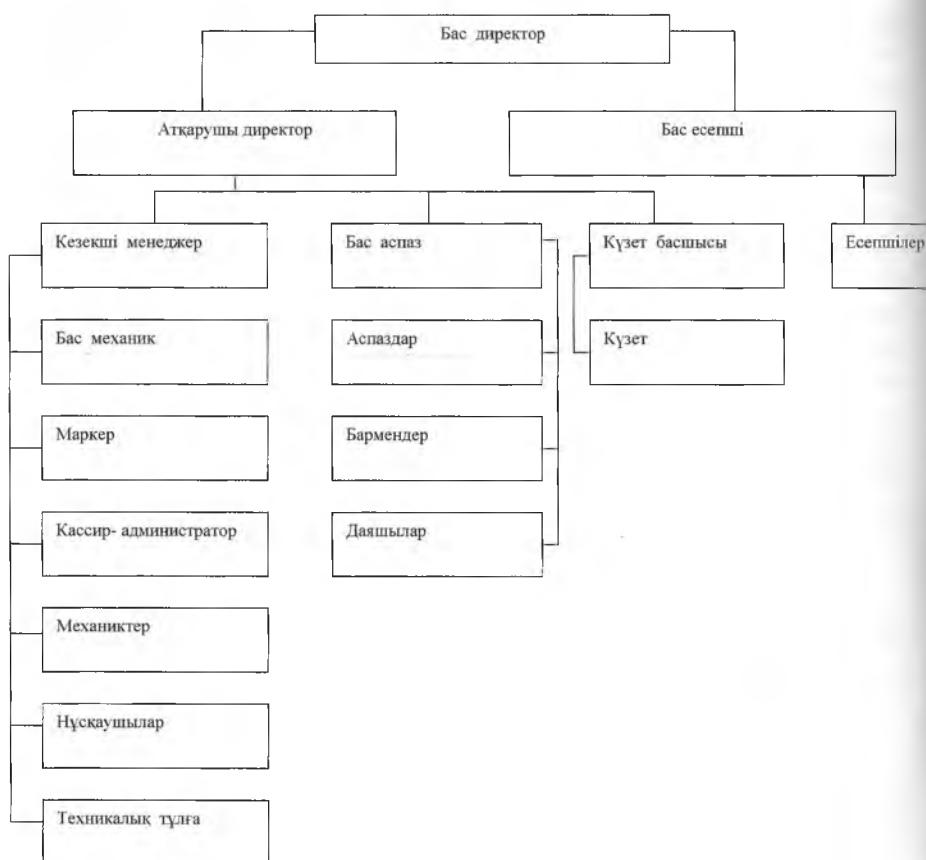 Бас директор
Атқарушы директор
Бас есепші
Кезекші менеджер
Бас аспаз
Күзет басшысы
Есепшілер
Бас механик
Аспаздар
Күзет
Маркер
Бармендер
Кассир- администратор
Даяшылар
Механиктер
Нұсқаушылар
Техникалық тұлға